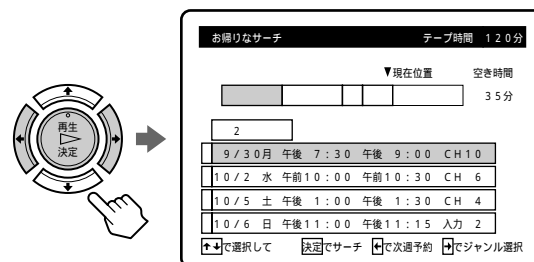 お帰りなサーチ テープ時間 120分
▼現在位置 空き時間
35分
再生
決定
2
9/30月 午後 7:30 午後 9:00 CH10
10/2 水 午前10:00 午前10:30 CH 6
10/5 土 午後 1:00 午後 1:30 CH 4
10/6 日 午後11:00 午後11:15 入力 2
↑↓で選択して 決定でサーチ ←で次週予約 →でジャンル選択